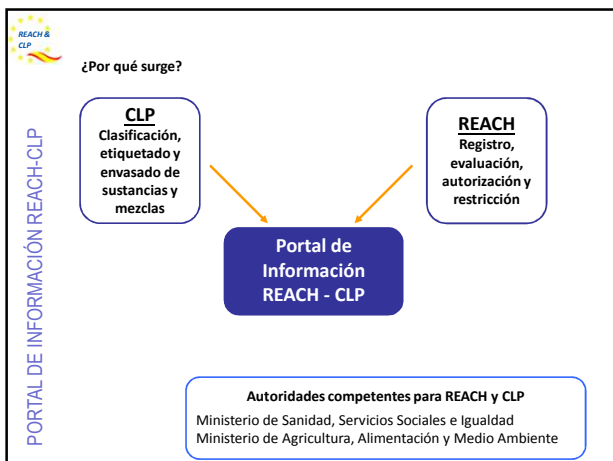 REACH &
CLP
¿Por qué surge?
CLP
Clasificación,
etiquetado y
envasado de
sustancias y
mezclas
REACH
Registro,
evaluación,
autorización y
restricción
Portal de
Información
REACH - CLP
PORTAL DE INFORMACIÓN REACH-CLP
Autoridades competentes para REACH y CLP
Ministerio de Sanidad, Servicios Sociales e Igualdad
Ministerio de Agricultura, Alimentación y Medio Ambiente